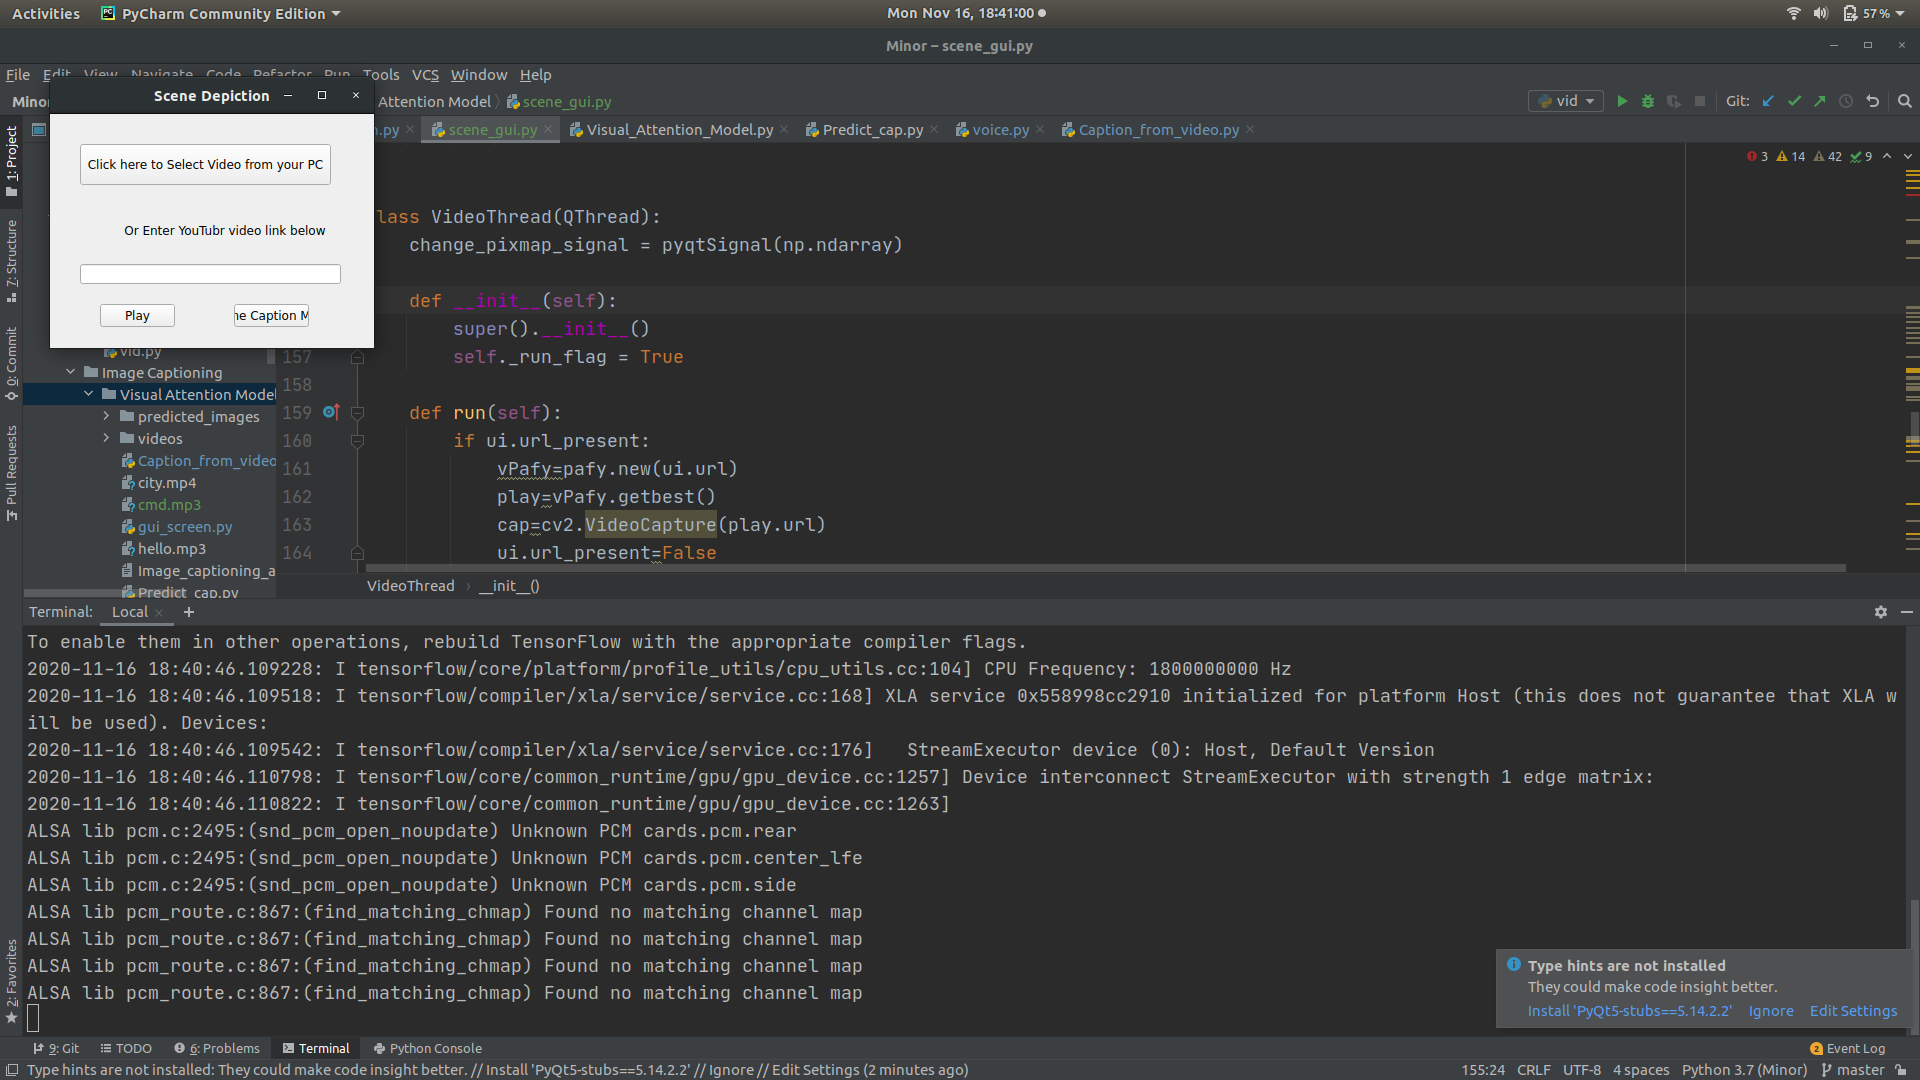 Activities PyCharm Community Edition Mon Nov 16, 18:41:00 57%
Minor – scene_gui.py
File Edit View Navigate Code Refactor Run Tools VCS Window Help
Scene Depiction
Click here to Select Video from your PC
Or Enter YouTubr video link below
Play ne Caption M
Minor Attention Model scene_gui.py vid Git:
.py scene_gui.py Visual_Attention_Model.py Predict_cap.py voice.py Caption_from_video.py
3 14 42 9
1: Project
7: Structure
0: Commit
Pull Requests
2: Favorites
vid.py
Image Captioning
Visual Attention Model
predicted_images
videos
Caption_from_video
city.mp4
cmd.mp3
gui_screen.py
hello.mp3
Image_captioning_a
Predict_cap.py
lass VideoThread(QThread):
change_pixmap_signal = pyqtSignal(np.ndarray)
def __init__(self):
super().__init__()
157 self._run_flag = True
158
159 def run(self):
160 if ui.url_present:
161 vPafy=pafy.new(ui.url)
162 play=vPafy.getbest()
163 cap=cv2.VideoCapture(play.url)
164 ui.url_present=False
VideoThread › __init__()
Terminal: Local +
To enable them in other operations, rebuild TensorFlow with the appropriate compiler flags.
2020-11-16 18:40:46.109228: I tensorflow/core/platform/profile_utils/cpu_utils.cc:104] CPU Frequency: 1800000000 Hz
2020-11-16 18:40:46.109518: I tensorflow/compiler/xla/service/service.cc:168] XLA service 0x558998cc2910 initialized for platform Host (this does not guarantee that XLA w
ill be used). Devices:
2020-11-16 18:40:46.109542: I tensorflow/compiler/xla/service/service.cc:176]   StreamExecutor device (0): Host, Default Version
2020-11-16 18:40:46.110798: I tensorflow/core/common_runtime/gpu/gpu_device.cc:1257] Device interconnect StreamExecutor with strength 1 edge matrix:
2020-11-16 18:40:46.110822: I tensorflow/core/common_runtime/gpu/gpu_device.cc:1263]
ALSA lib pcm.c:2495:(snd_pcm_open_noupdate) Unknown PCM cards.pcm.rear
ALSA lib pcm.c:2495:(snd_pcm_open_noupdate) Unknown PCM cards.pcm.center_lfe
ALSA lib pcm.c:2495:(snd_pcm_open_noupdate) Unknown PCM cards.pcm.side
ALSA lib pcm_route.c:867:(find_matching_chmap) Found no matching channel map
ALSA lib pcm_route.c:867:(find_matching_chmap) Found no matching channel map
ALSA lib pcm_route.c:867:(find_matching_chmap) Found no matching channel map
ALSA lib pcm_route.c:867:(find_matching_chmap) Found no matching channel map
Type hints are not installed
They could make code insight better.
Install 'PyQt5-stubs==5.14.2.2' Ignore Edit Settings
9: Git TODO 6: Problems Terminal Python Console 2 Event Log
Type hints are not installed: They could make code insight better. // Install 'PyQt5-stubs==5.14.2.2' // Ignore // Edit Settings (2 minutes ago) 155:24 CRLF UTF-8 4 spaces Python 3.7 (Minor) master